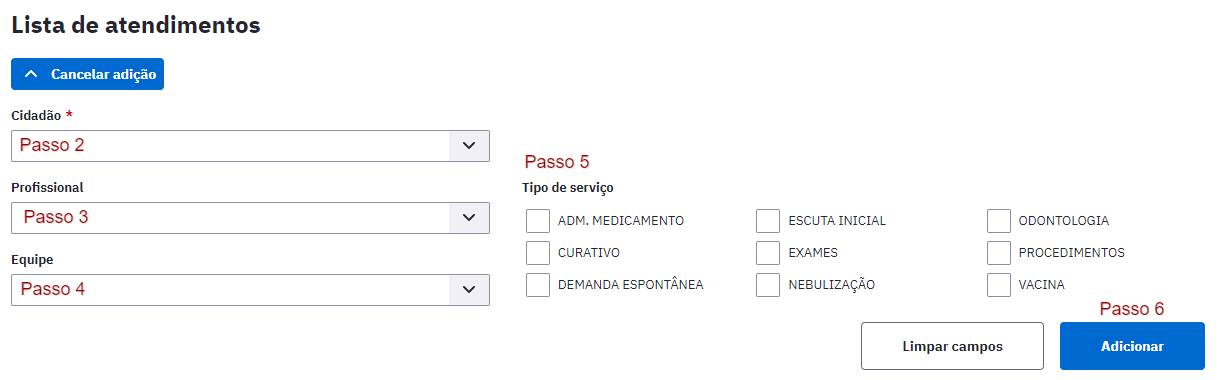 Lista de atendimentos
Cancelar adição
Cidadão *
Passo 2
Profissional
Passo 3
Equipe
Passo 4
Passo 5
Tipo de serviço
ADM. MEDICAMENTO ESCUTA INICIAL ODONTOLOGIA
CURATIVO EXAMES PROCEDIMENTOS
DEMANDA ESPONTÂNEA NEBULIZAÇÃO VACINA
Passo 6
Limpar campos Adicionar